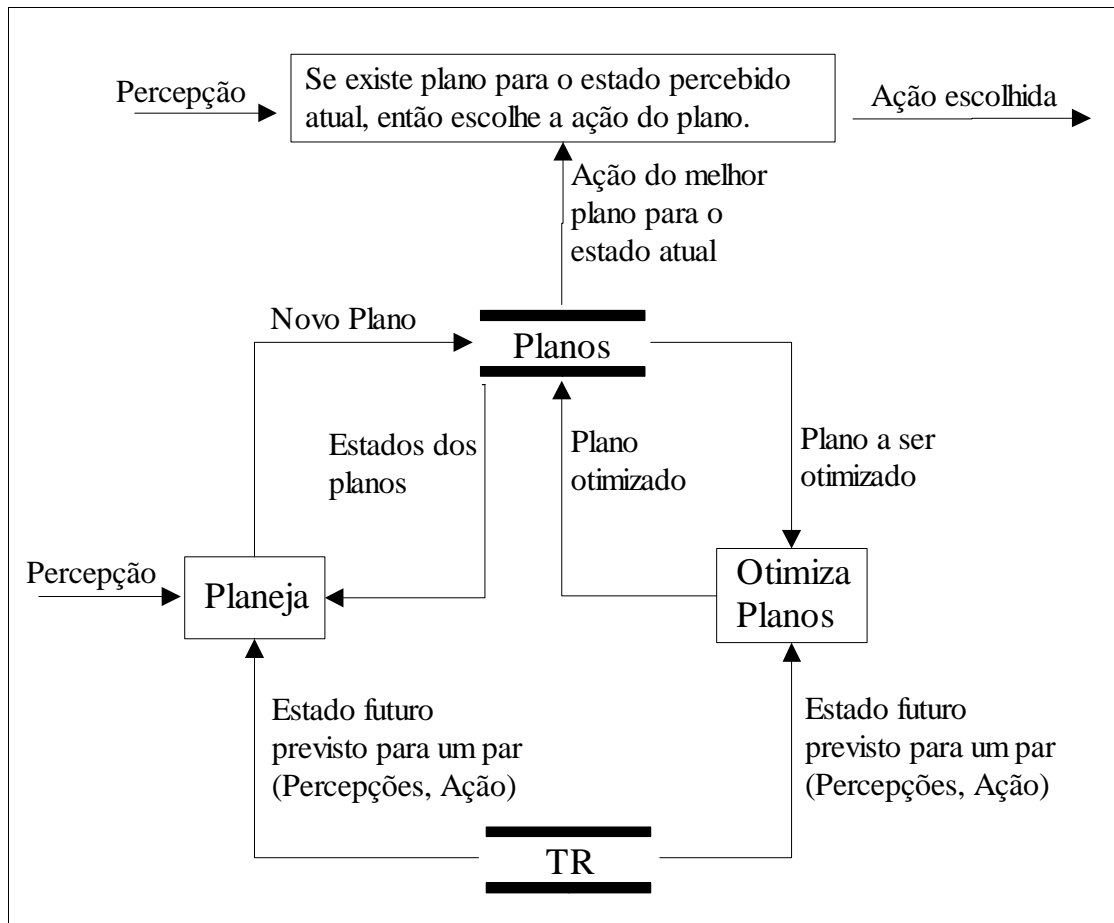 Percepção
Se existe plano para o estado percebido
atual, então escolhe a ação do plano.
Ação escolhida
Ação do melhor
plano para o
estado atual
Novo Plano
Planos
Estados dos
planos
Plano
otimizado
Plano a ser
otimizado
Percepção
Planeja
Otimiza
Planos
Estado futuro
previsto para um par
(Percepções, Ação)
Estado futuro
previsto para um par
(Percepções, Ação)
TR